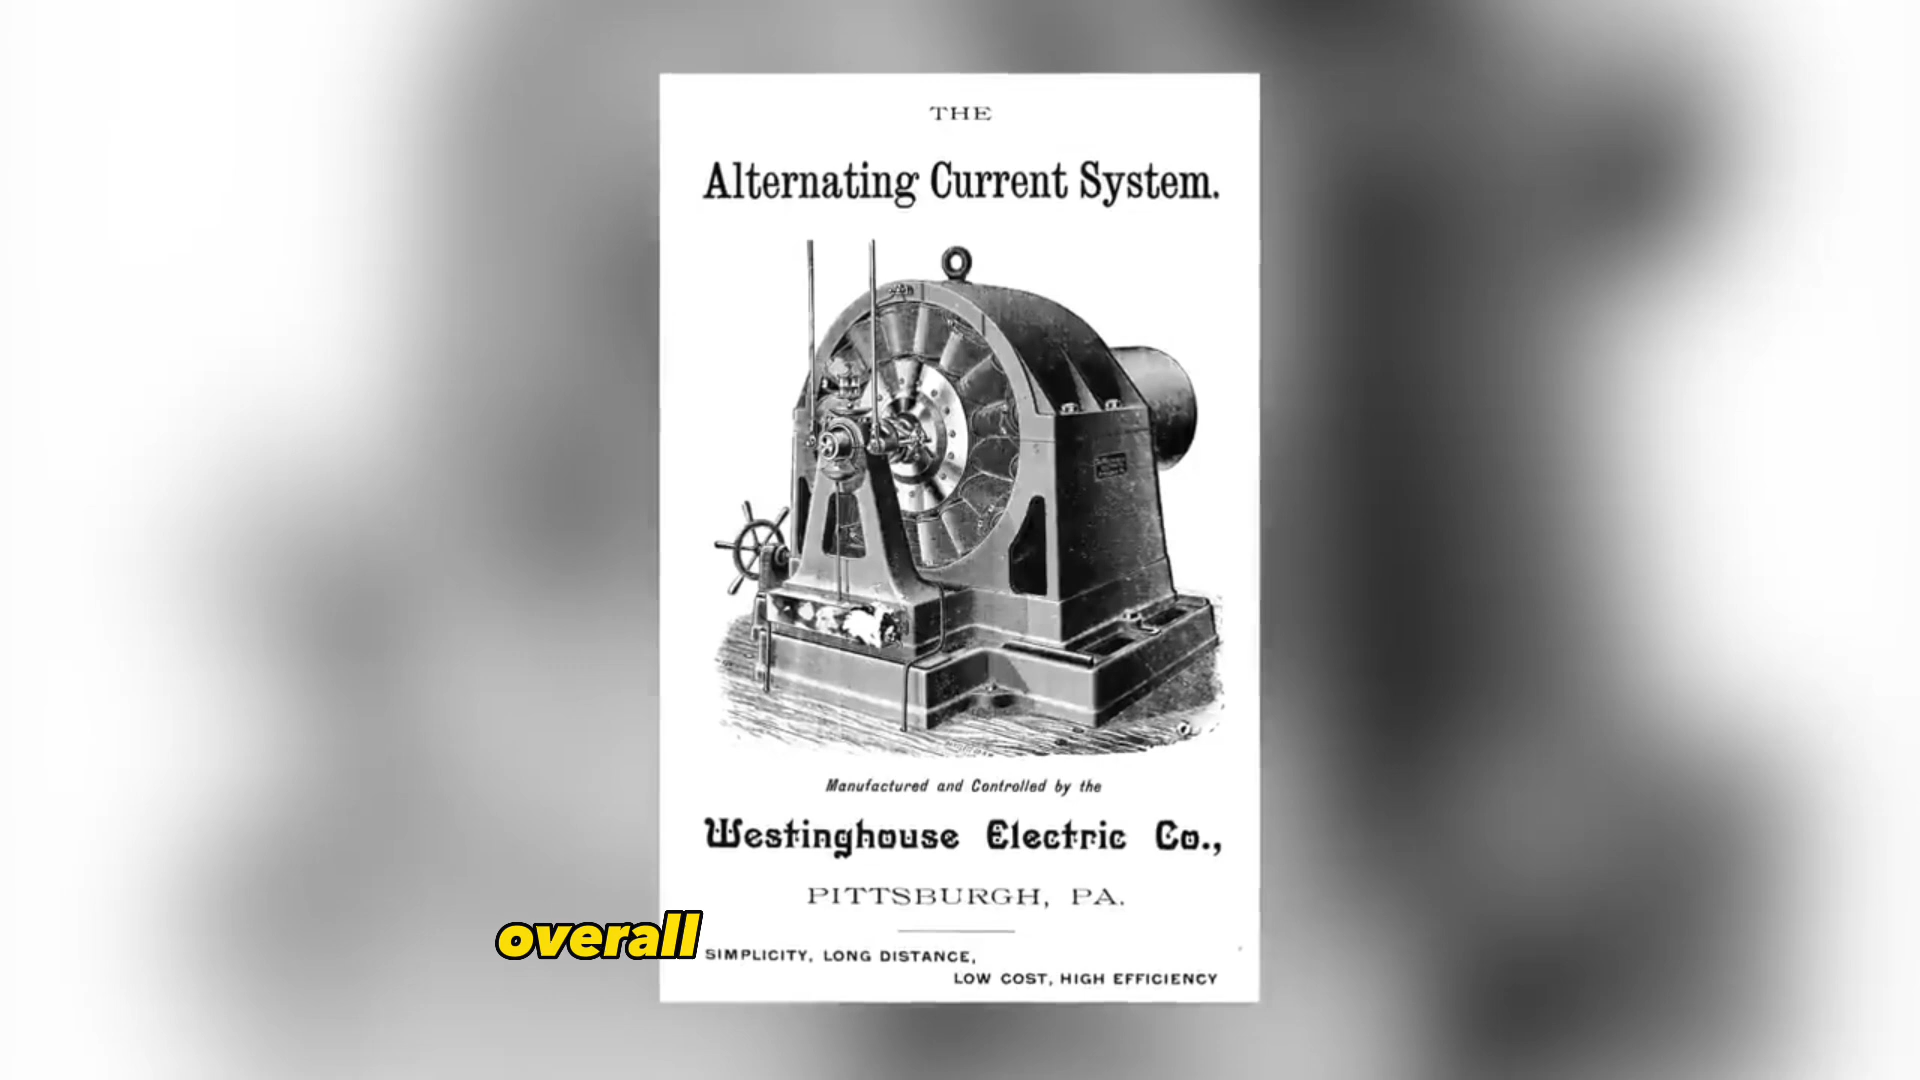 THE
Alternating Current System.
Manufactured and Controlled by the
Westinghouse Electric Co.,
PITTSBURGH, PA.
overall
SIMPLICITY, LONG DISTANCE,
LOW COST, HIGH EFFICIENCY